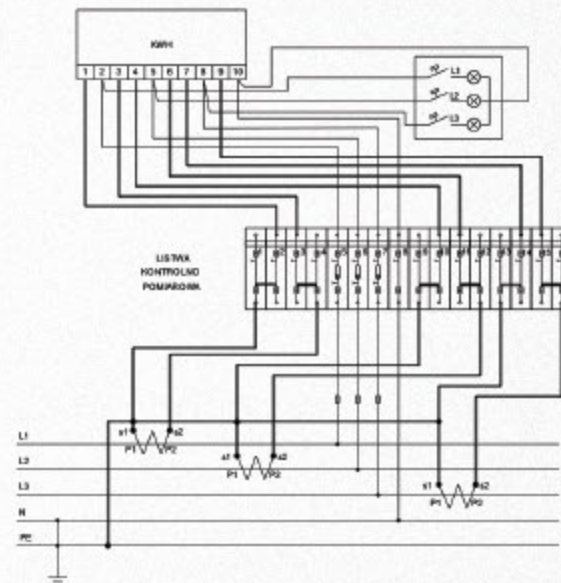 KWH
1 2 3 4 5 6 7 8 9 10
L1
L2
L3
LISTWA
KONTROLNO
POMIAROWA
s1 s2
P1 P2
s1 s2
P1 P2
s1 s2
P1 P2
L1
L2
L3
N
PE